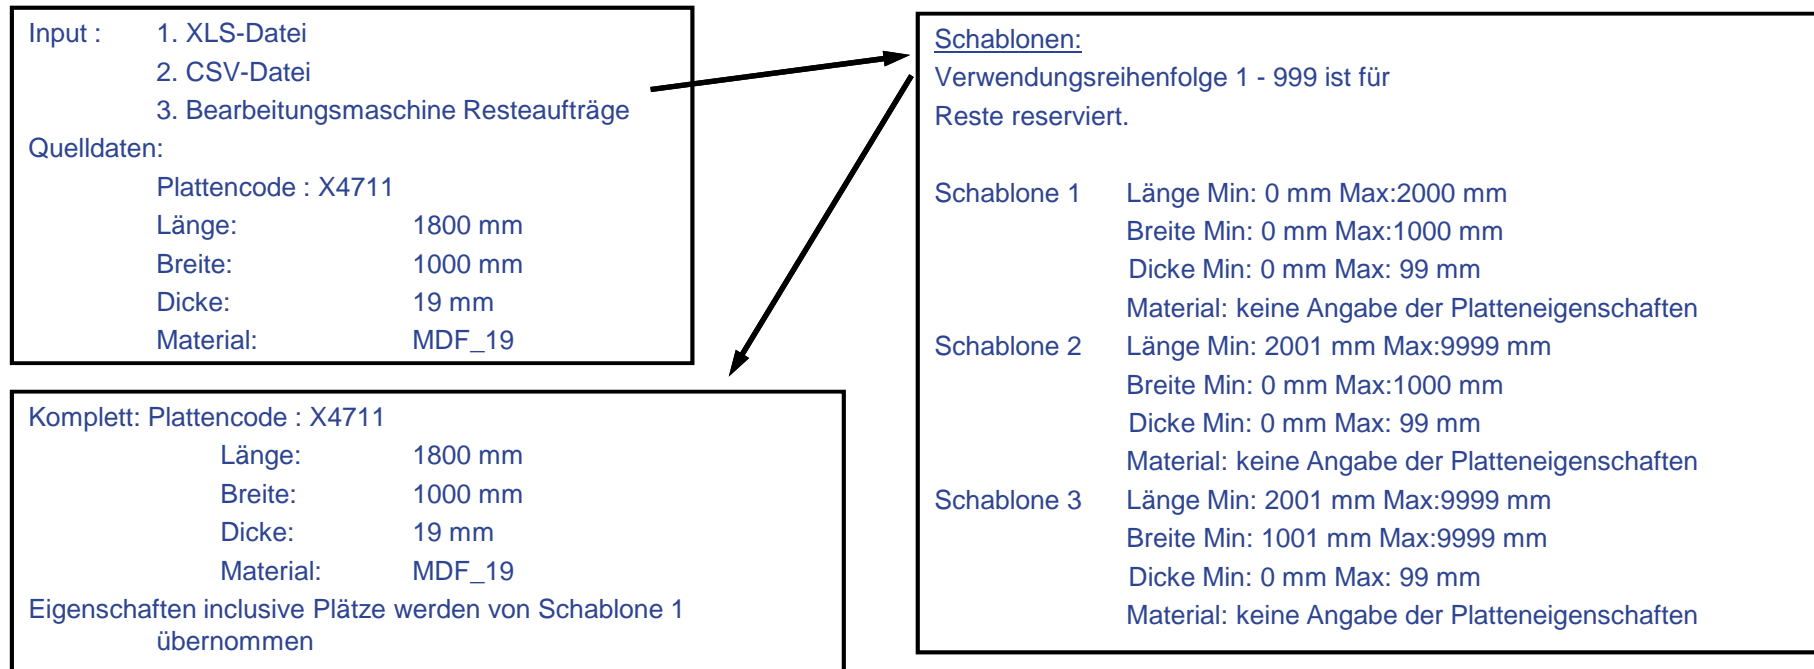 Input : 1. XLS-Datei
2. CSV-Datei
3. Bearbeitungsmaschine Resteaufträge
Quelldaten:
Plattencode : X4711
Länge: 1800 mm
Breite: 1000 mm
Dicke: 19 mm
Material: MDF_19
Komplett: Plattencode : X4711
Länge: 1800 mm
Breite: 1000 mm
Dicke: 19 mm
Material: MDF_19
Eigenschaften inclusive Plätze werden von Schablone 1
übernommen
Schablonen:
Verwendungsreihenfolge 1 - 999 ist für
Reste reserviert.
Schablone 1 Länge Min: 0 mm Max:2000 mm
Breite Min: 0 mm Max:1000 mm
Dicke Min: 0 mm Max: 99 mm
Material: keine Angabe der Platteneigenschaften
Schablone 2 Länge Min: 2001 mm Max:9999 mm
Breite Min: 0 mm Max:1000 mm
Dicke Min: 0 mm Max: 99 mm
Material: keine Angabe der Platteneigenschaften
Schablone 3 Länge Min: 2001 mm Max:9999 mm
Breite Min: 1001 mm Max:9999 mm
Dicke Min: 0 mm Max: 99 mm
Material: keine Angabe der Platteneigenschaften